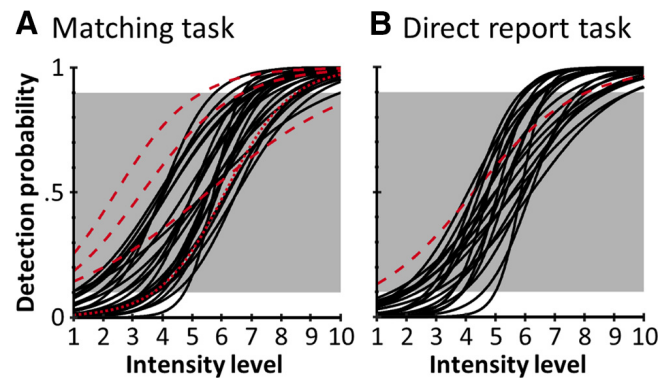 A Matching task
B Direct report task
Detection probability
1
.5
0
1 2 3 4 5 6 7 8 9 10
Intensity level
1 2 3 4 5 6 7 8 9 10
Intensity level